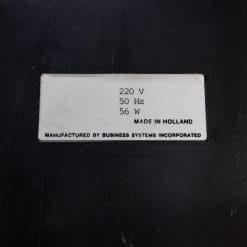 220 V
50 Hz
56 W
MADE IN HOLLAND
MANUFACTURED BY BUSINESS SYSTEMS INCORPORATED